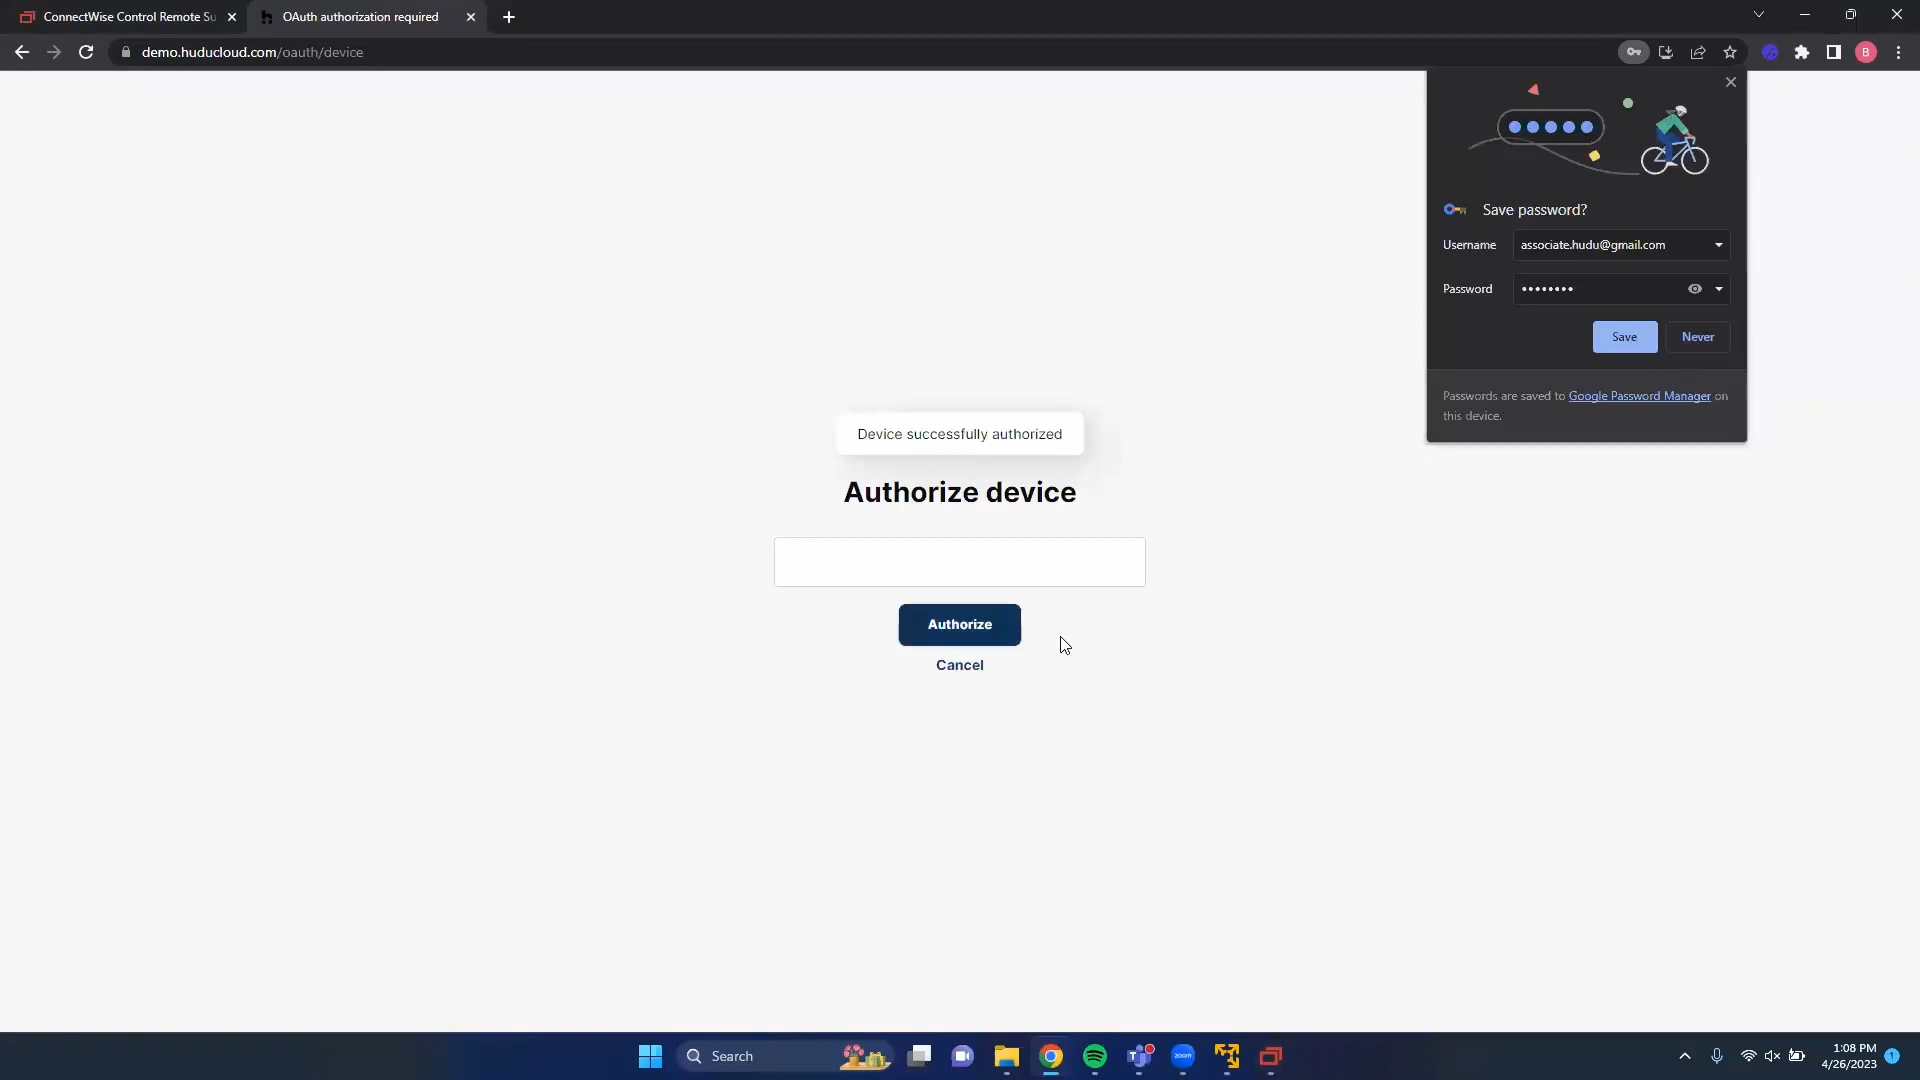 ConnectWise Control Remote Su
OAuth authorization required
demo.huducloud.com/oauth/device
B
Save password?
Username
associate.hudu@gmail.com
Password
••••••••
Save
Never
Passwords are saved to Google Password Manager on
this device.
Device successfully authorized
Authorize device
Authorize
Cancel
Search
zoom
1:08 PM
4/26/2023
1